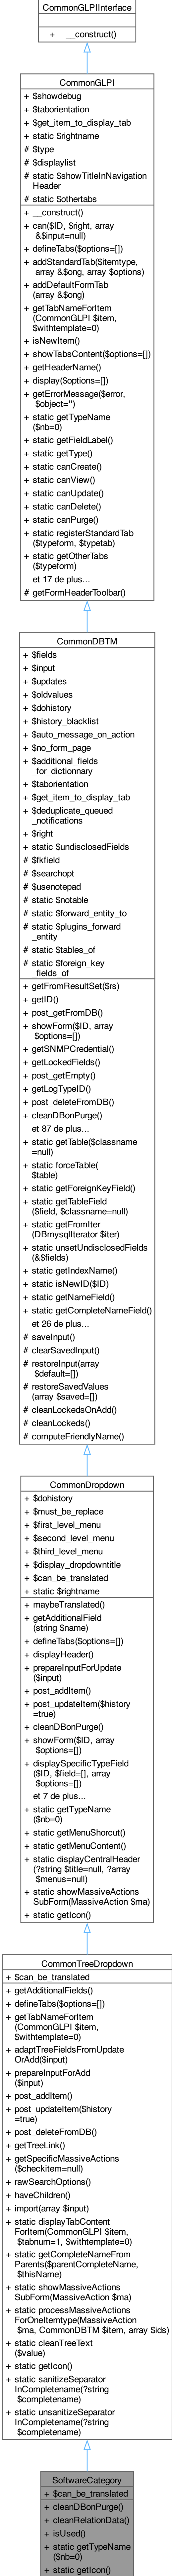 CommonGLPIInterface
+ __construct()
CommonGLPI
+ $showdebug
+ $taborientation
+ $get_item_to_display_tab
+ static $rightname
# $type
# $displaylist
# static $showTitleInNavigation
Header
# static $othertabs
+ __construct()
+ can($ID, $right, array
&$input=null)
+ defineTabs($options=[])
+ addStandardTab($itemtype,
array &$ong, array $options)
+ addDefaultFormTab
(array &$ong)
+ getTabNameForItem
(CommonGLPI $item,
$withtemplate=0)
+ isNewItem()
+ showTabsContent($options=[])
+ getHeaderName()
+ display($options=[])
+ getErrorMessage($error,
$object='')
+ static getTypeName
($nb=0)
+ static getFieldLabel()
+ static getType()
+ static canCreate()
+ static canView()
+ static canUpdate()
+ static canDelete()
+ static canPurge()
+ static registerStandardTab
($typeform, $typetab)
+ static getOtherTabs
($typeform)
et 17 de plus...
# getFormHeaderToolbar()
CommonDBTM
+ $fields
+ $input
+ $updates
+ $oldvalues
+ $dohistory
+ $history_blacklist
+ $auto_message_on_action
+ $no_form_page
+ $additional_fields
_for_dictionnary
+ $taborientation
+ $get_item_to_display_tab
+ $deduplicate_queued
_notifications
+ $right
+ static $undisclosedFields
# $fkfield
# $searchopt
# $usenotepad
# static $notable
# static $forward_entity_to
# static $plugins_forward
_entity
# static $tables_of
# static $foreign_key
_fields_of
+ getFromResultSet($rs)
+ getID()
+ post_getFromDB()
+ showForm($ID, array
$options=[])
+ getSNMPCredential()
+ getLockedFields()
+ post_getEmpty()
+ getLogTypeID()
+ post_deleteFromDB()
+ cleanDBonPurge()
et 87 de plus...
+ static getTable($classname
=null)
+ static forceTable(
$table)
+ static getForeignKeyField()
+ static getTableField
($field, $classname=null)
+ static getFromIter
(DBmysqlIterator $iter)
+ static unsetUndisclosedFields
(&$fields)
+ static getIndexName()
+ static isNewID($ID)
+ static getNameField()
+ static getCompleteNameField()
et 26 de plus...
# saveInput()
# clearSavedInput()
# restoreInput(array
$default=[])
# restoreSavedValues
(array $saved=[])
# cleanLockedsOnAdd()
# cleanLockeds()
# computeFriendlyName()
CommonDropdown
+ $dohistory
+ $must_be_replace
+ $first_level_menu
+ $second_level_menu
+ $third_level_menu
+ $display_dropdowntitle
+ $can_be_translated
+ static $rightname
+ maybeTranslated()
+ getAdditionalField
(string $name)
+ defineTabs($options=[])
+ displayHeader()
+ prepareInputForUpdate
($input)
+ post_addItem()
+ post_updateItem($history
=true)
+ cleanDBonPurge()
+ showForm($ID, array
$options=[])
+ displaySpecificTypeField
($ID, $field=[], array
$options=[])
et 7 de plus...
+ static getTypeName
($nb=0)
+ static getMenuShorcut()
+ static getMenuContent()
+ static displayCentralHeader
(?string $title=null, ?array
$menus=null)
+ static showMassiveActions
SubForm(MassiveAction $ma)
+ static getIcon()
CommonTreeDropdown
+ $can_be_translated
+ getAdditionalFields()
+ defineTabs($options=[])
+ getTabNameForItem
(CommonGLPI $item,
$withtemplate=0)
+ adaptTreeFieldsFromUpdate
OrAdd($input)
+ prepareInputForAdd
($input)
+ post_addItem()
+ post_updateItem($history
=true)
+ post_deleteFromDB()
+ getTreeLink()
+ getSpecificMassiveActions
($checkitem=null)
+ rawSearchOptions()
+ haveChildren()
+ import(array $input)
+ static displayTabContent
ForItem(CommonGLPI $item,
$tabnum=1, $withtemplate=0)
+ static getCompleteNameFrom
Parents($parentCompleteName,
$thisName)
+ static showMassiveActions
SubForm(MassiveAction $ma)
+ static processMassiveActions
ForOneItemtype(MassiveAction
$ma, CommonDBTM $item, array $ids)
+ static cleanTreeText
($value)
+ static getIcon()
+ static sanitizeSeparator
InCompletename(?string
$completename)
+ static unsanitizeSeparator
InCompletename(?string
$completename)
SoftwareCategory
+ $can_be_translated
+ cleanDBonPurge()
+ cleanRelationData()
+ isUsed()
+ static getTypeName
($nb=0)
+ static getIcon()